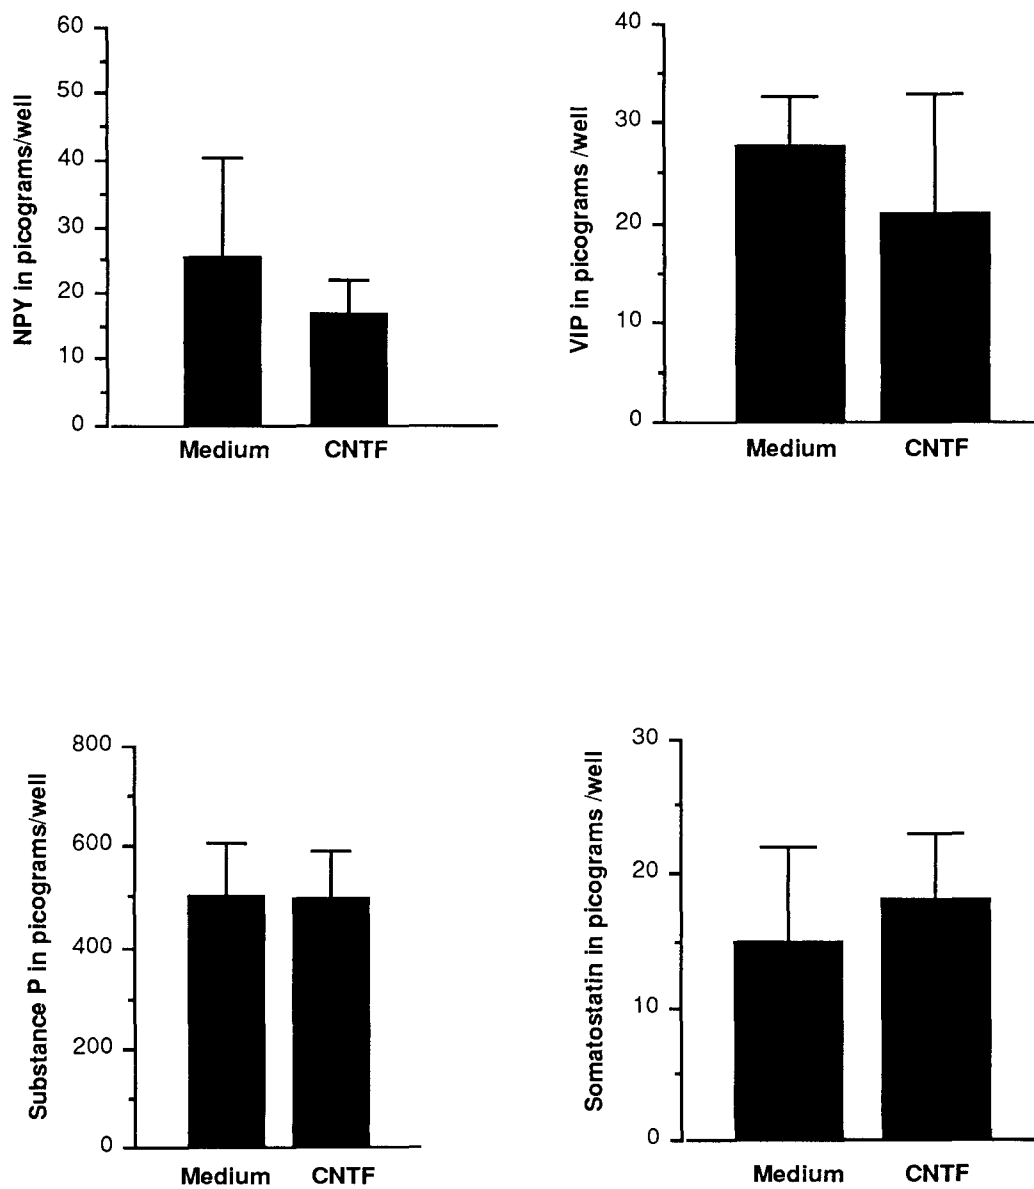 NPY in picograms/well
60
50
40
30
20
10
0
Medium CNTF
VIP in picograms /well
40
30
20
10
0
Medium CNTF
Substance P in picograms/well
800
600
400
200
0
Medium CNTF
Somatostatin in picograms /well
30
20
10
0
Medium CNTF